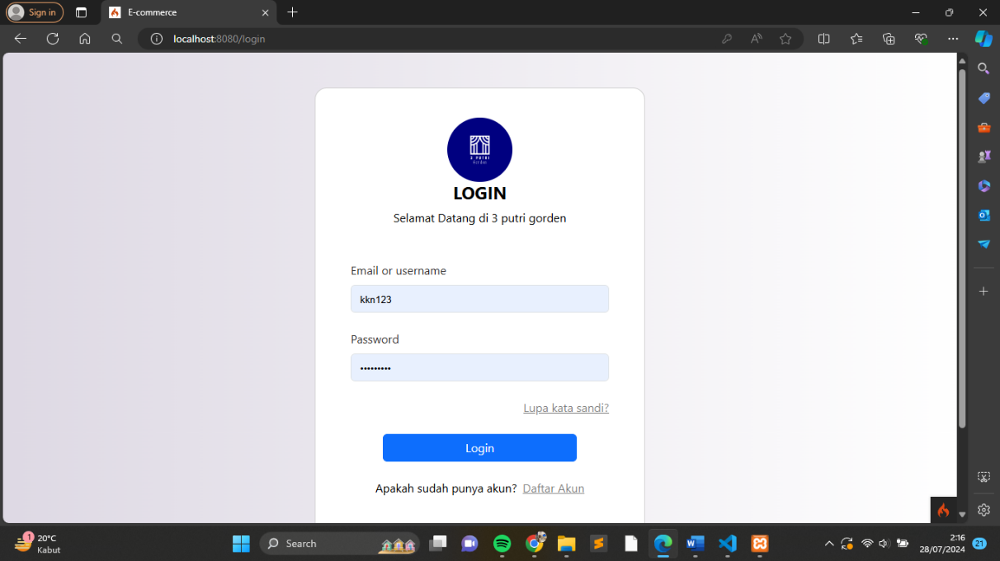 Sign in
E-commerce
localhost:8080/login
3 PUTRI
LOGIN
Selamat Datang di 3 putri gorden
Email or username
kkn123
Password
•••••••••
Lupa kata sandi?
Login
Apakah sudah punya akun? Daftar Akun
1
20°C
Kabut
Search
2:16
28/07/2024
21